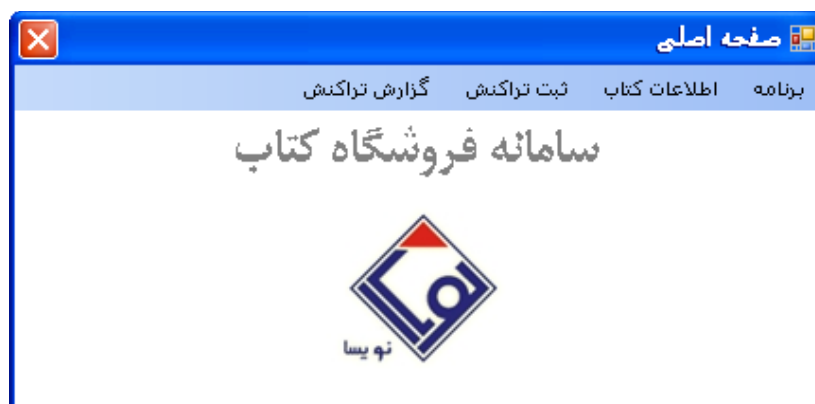 صفحه اصلی
برنامه اطلاعات کتاب ثبت تراکنش گزارش تراکنش
سامانه فروشگاه کتاب
نویسا